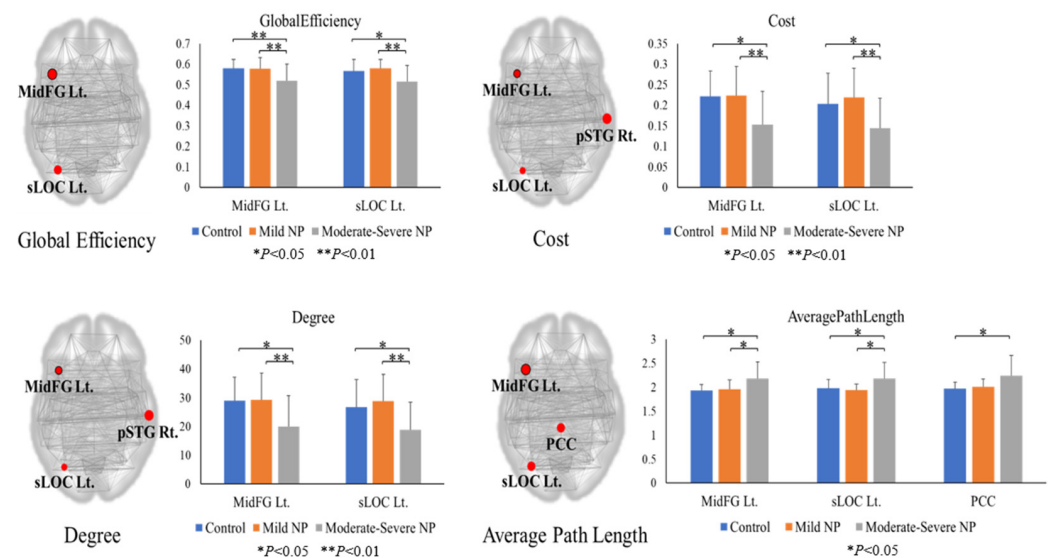 GlobalEfficiency
** *
** **
0.7
0.6
0.5
0.4
0.3
0.2
0.1
0
MidFG Lt.
sLOC Lt.
MidFG Lt. sLOC Lt.
Control Mild NP Moderate-Severe NP
*P<0.05 **P<0.01
Global Efficiency
Cost
* *
** **
0.35
0.3
0.25
0.2
0.15
0.1
0.05
0
MidFG Lt.
pSTG Rt.
sLOC Lt.
MidFG Lt. sLOC Lt.
Control Mild NP Moderate-Severe NP
*P<0.05 **P<0.01
Cost
Degree
* *
** **
50
40
30
20
10
0
MidFG Lt.
pSTG Rt.
sLOC Lt.
MidFG Lt. sLOC Lt.
Control Mild NP Moderate-Severe NP
*P<0.05 **P<0.01
Degree
AveragePathLength
* * *
* *
3
2.5
2
1.5
1
0.5
0
MidFG Lt.
PCC
sLOC Lt.
MidFG Lt. sLOC Lt. PCC
Control Mild NP Moderate-Severe NP
*P<0.05
Average Path Length